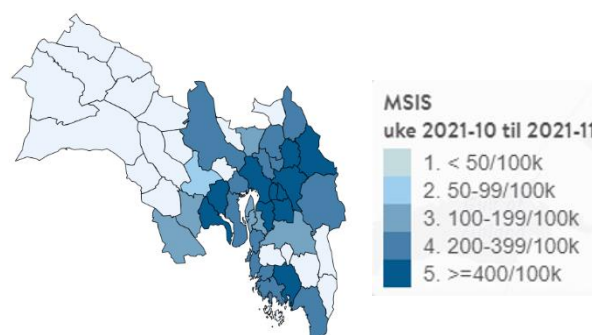 MSIS
uke 2021-10 til 2021-11
1. < 50/100k
2. 50-99/100k
3. 100-199/100k
4. 200-399/100k
5. >=400/100k